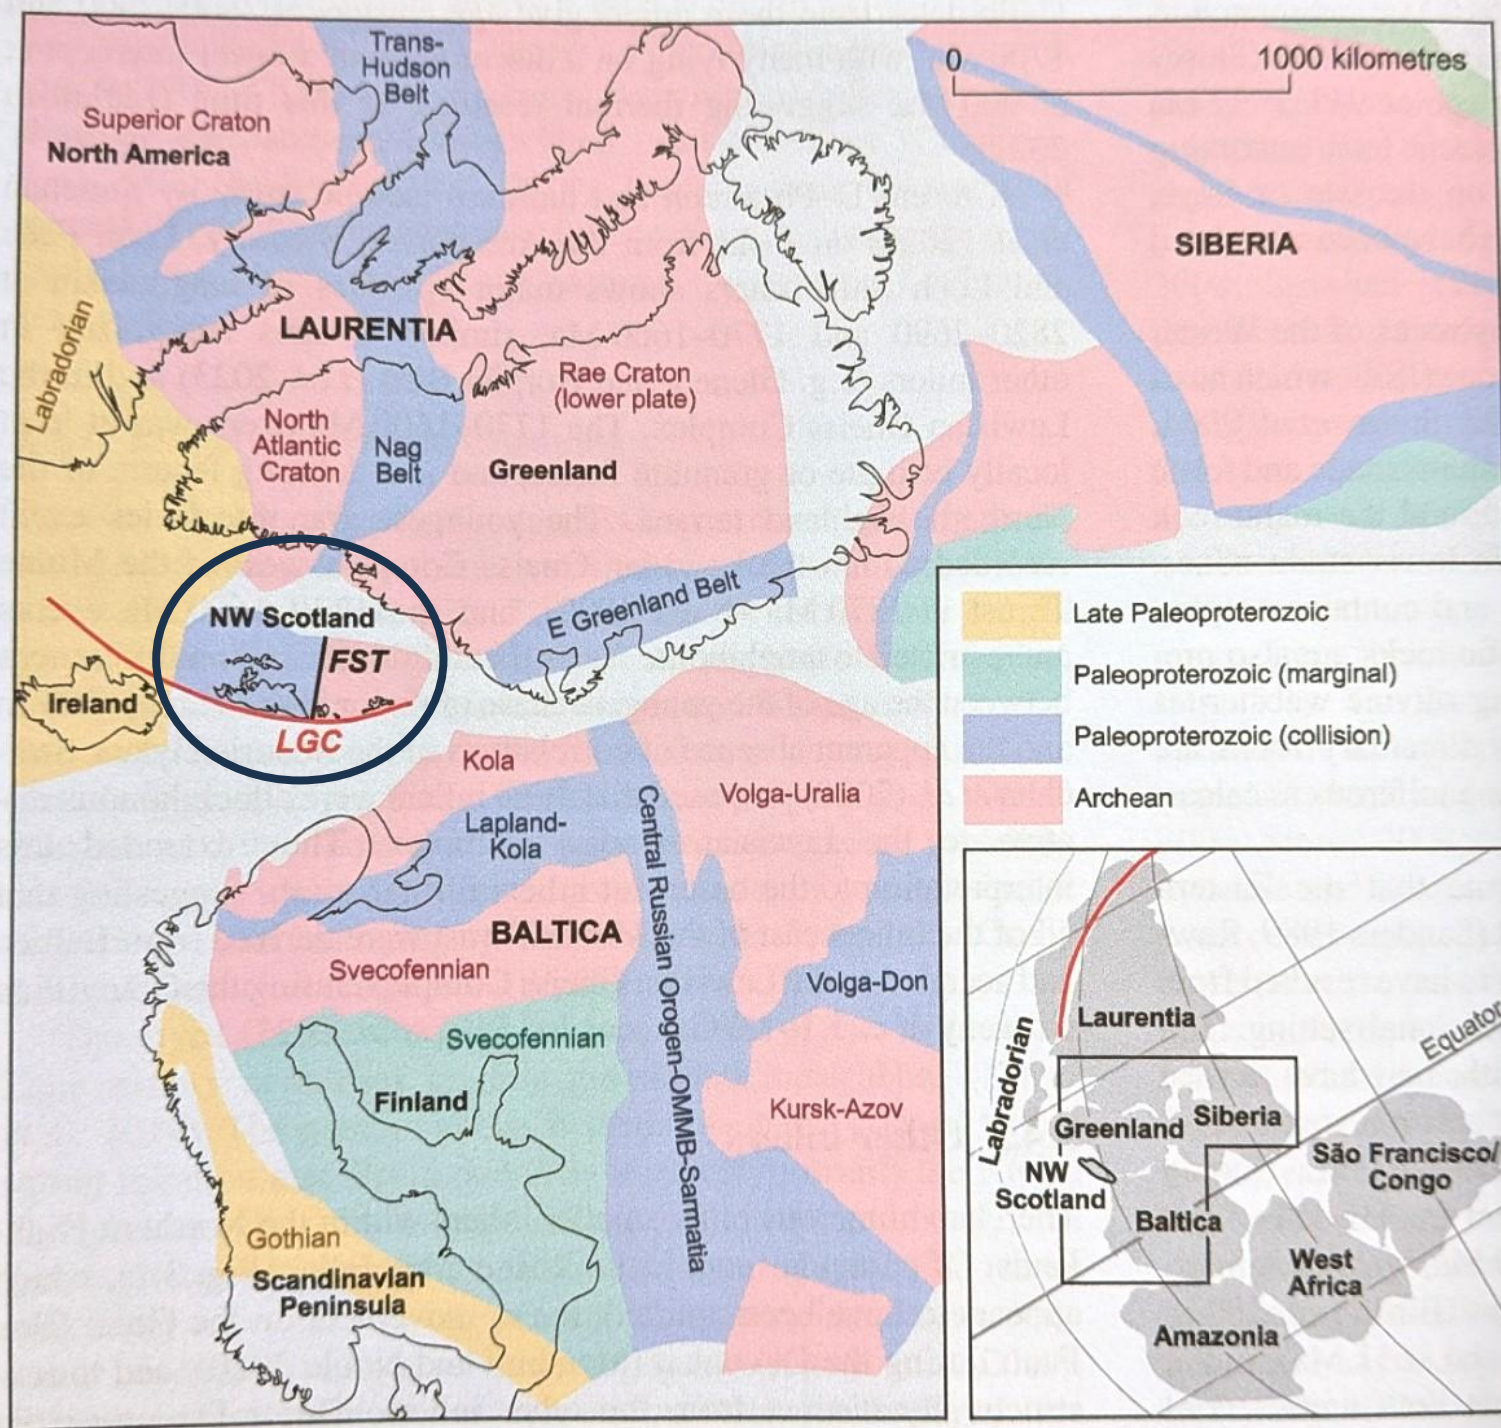 Trans-
Hudson
Belt
0
1000 kilometres
Superior Craton
North America
SIBERIA
Labradorian
LAURENTIA
Rae Craton
(lower plate)
North
Atlantic
Craton
Nag
Belt
Greenland
E Greenland Belt
NW Scotland
FST
Ireland
LGC
Late Paleoproterozoic
Paleoproterozoic (marginal)
Paleoproterozoic (collision)
Archean
Kola
Volga-Uralia
Lapland-
Kola
Central Russian Orogen-OMMB-Sarmatia
BALTICA
Svecofennian
Volga-Don
Svecofennian
Finland
Kursk-Azov
Gothian
Scandinavian
Peninsula
Laurentia
Equator
Labradorian
Greenland
Siberia
NW
Scotland
São Francisco/
Congo
Baltica
West
Africa
Amazonia